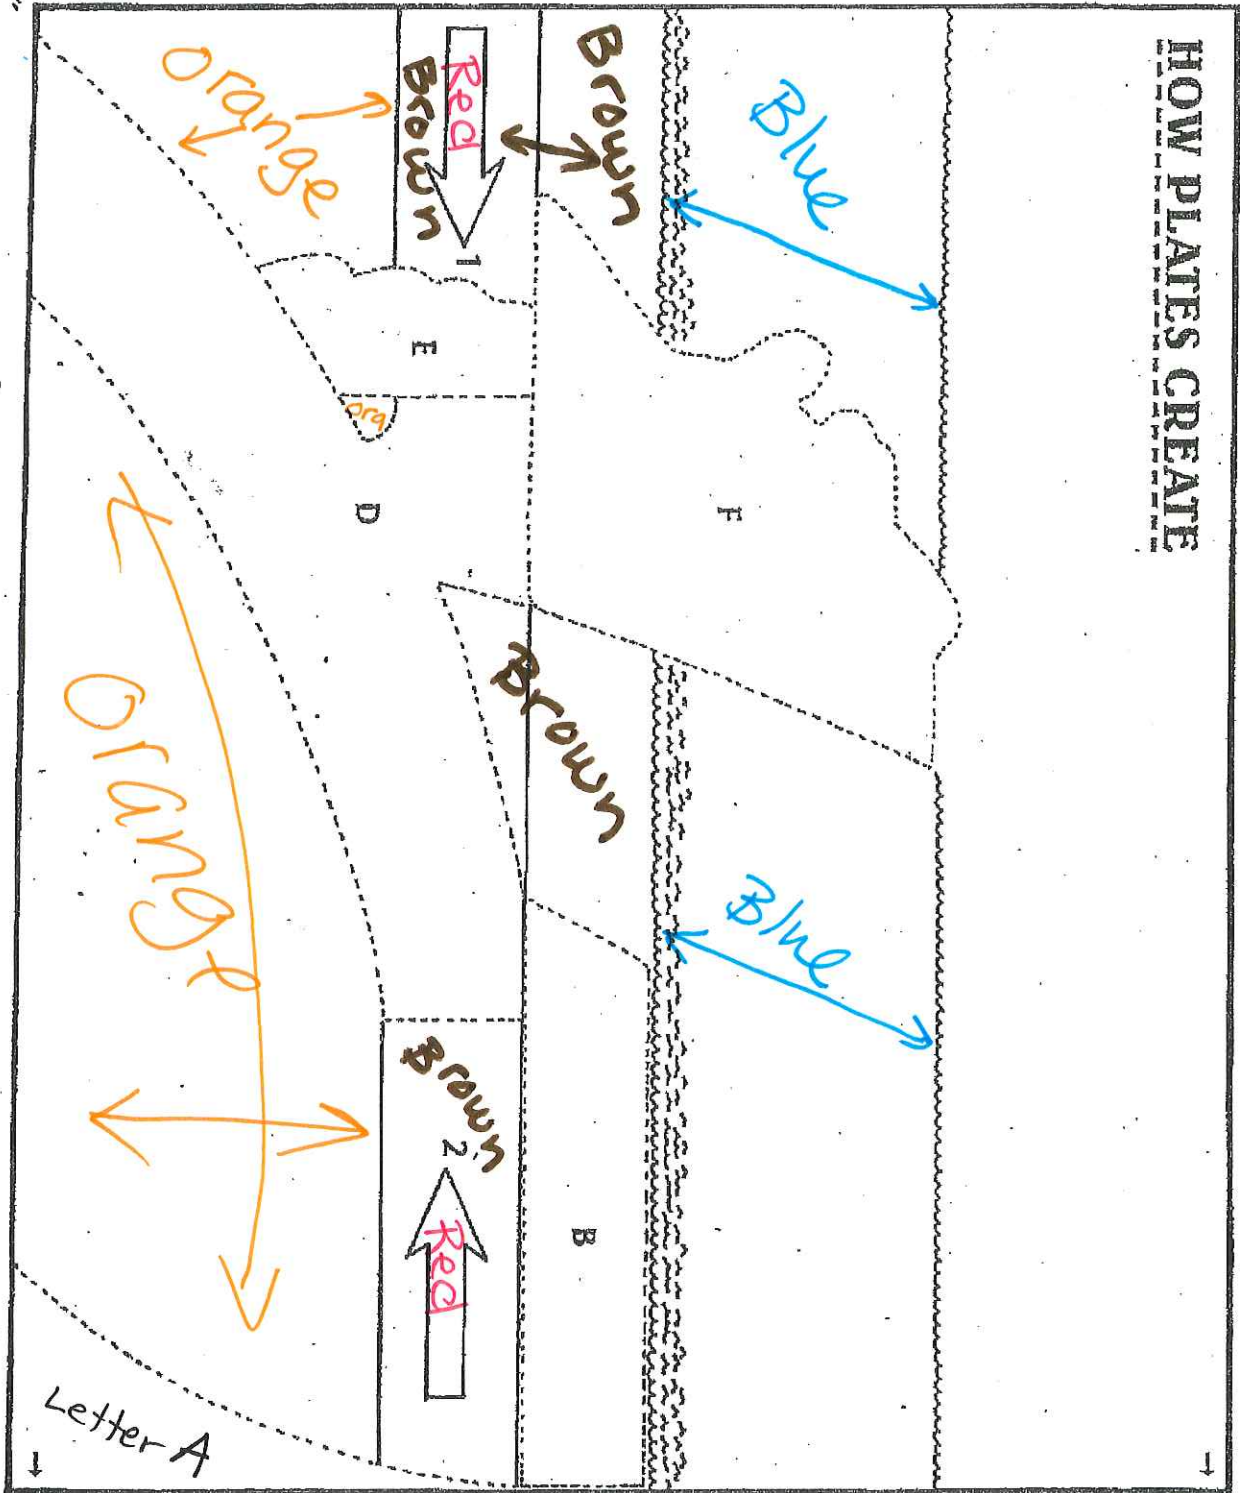 HOW PLATES CREATE
Blue
Blue
Brown
Brown
F
B
Red
Brown
1
E
D
org
Brown
2
Red
orange
Orange
Letter A